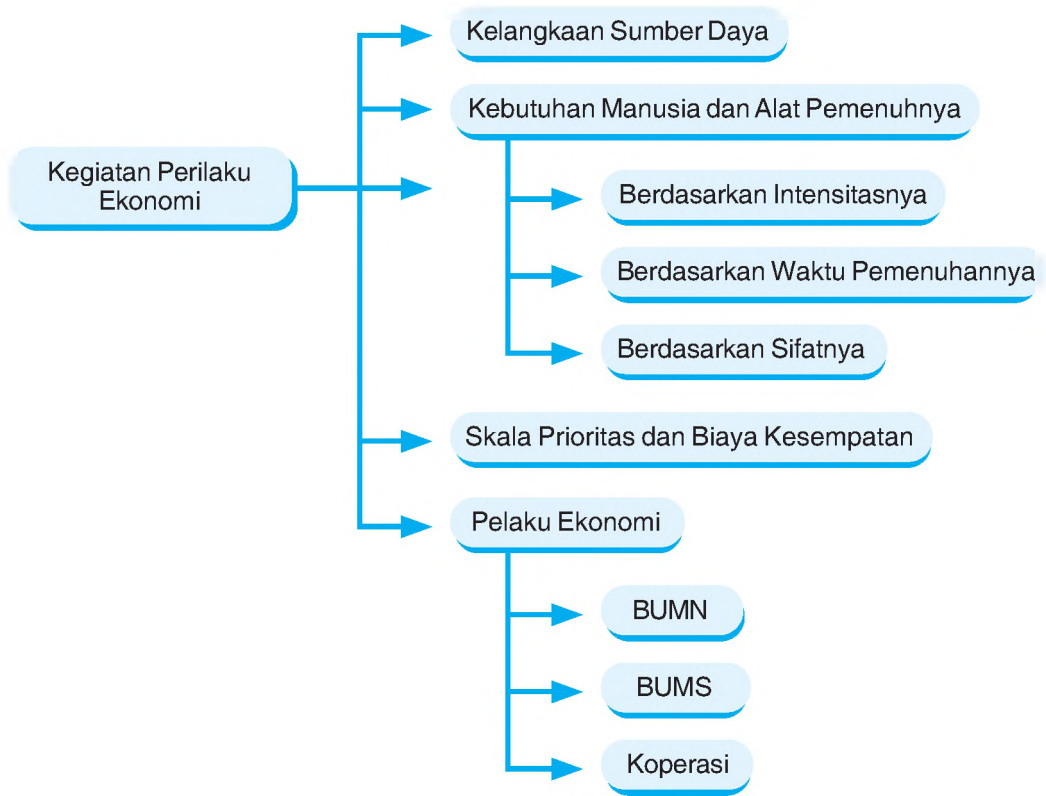 Kegiatan Perilaku
Ekonomi
Kelangkaan Sumber Daya
Kebutuhan Manusia dan Alat Pemenuhnya
Berdasarkan Intensitasnya
Berdasarkan Waktu Pemenuhannya
Berdasarkan Sifatnya
Skala Prioritas dan Biaya Kesempatan
Pelaku Ekonomi
BUMN
BUMS
Koperasi